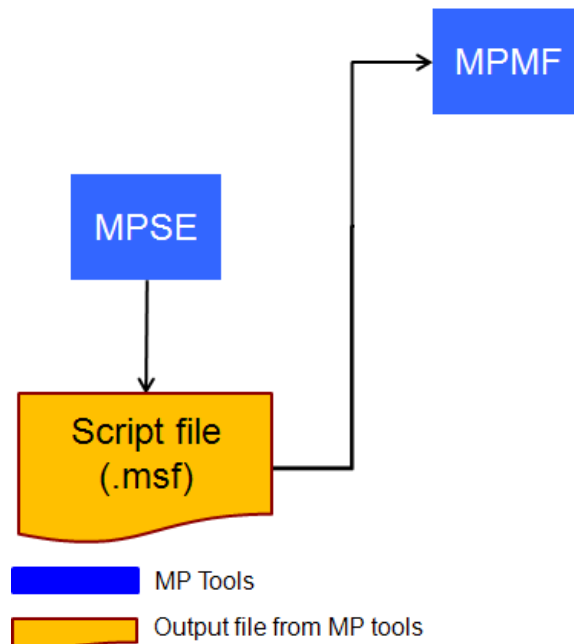 MPMF
MPSE
Script file
(.msf)
MP Tools
Output file from MP tools